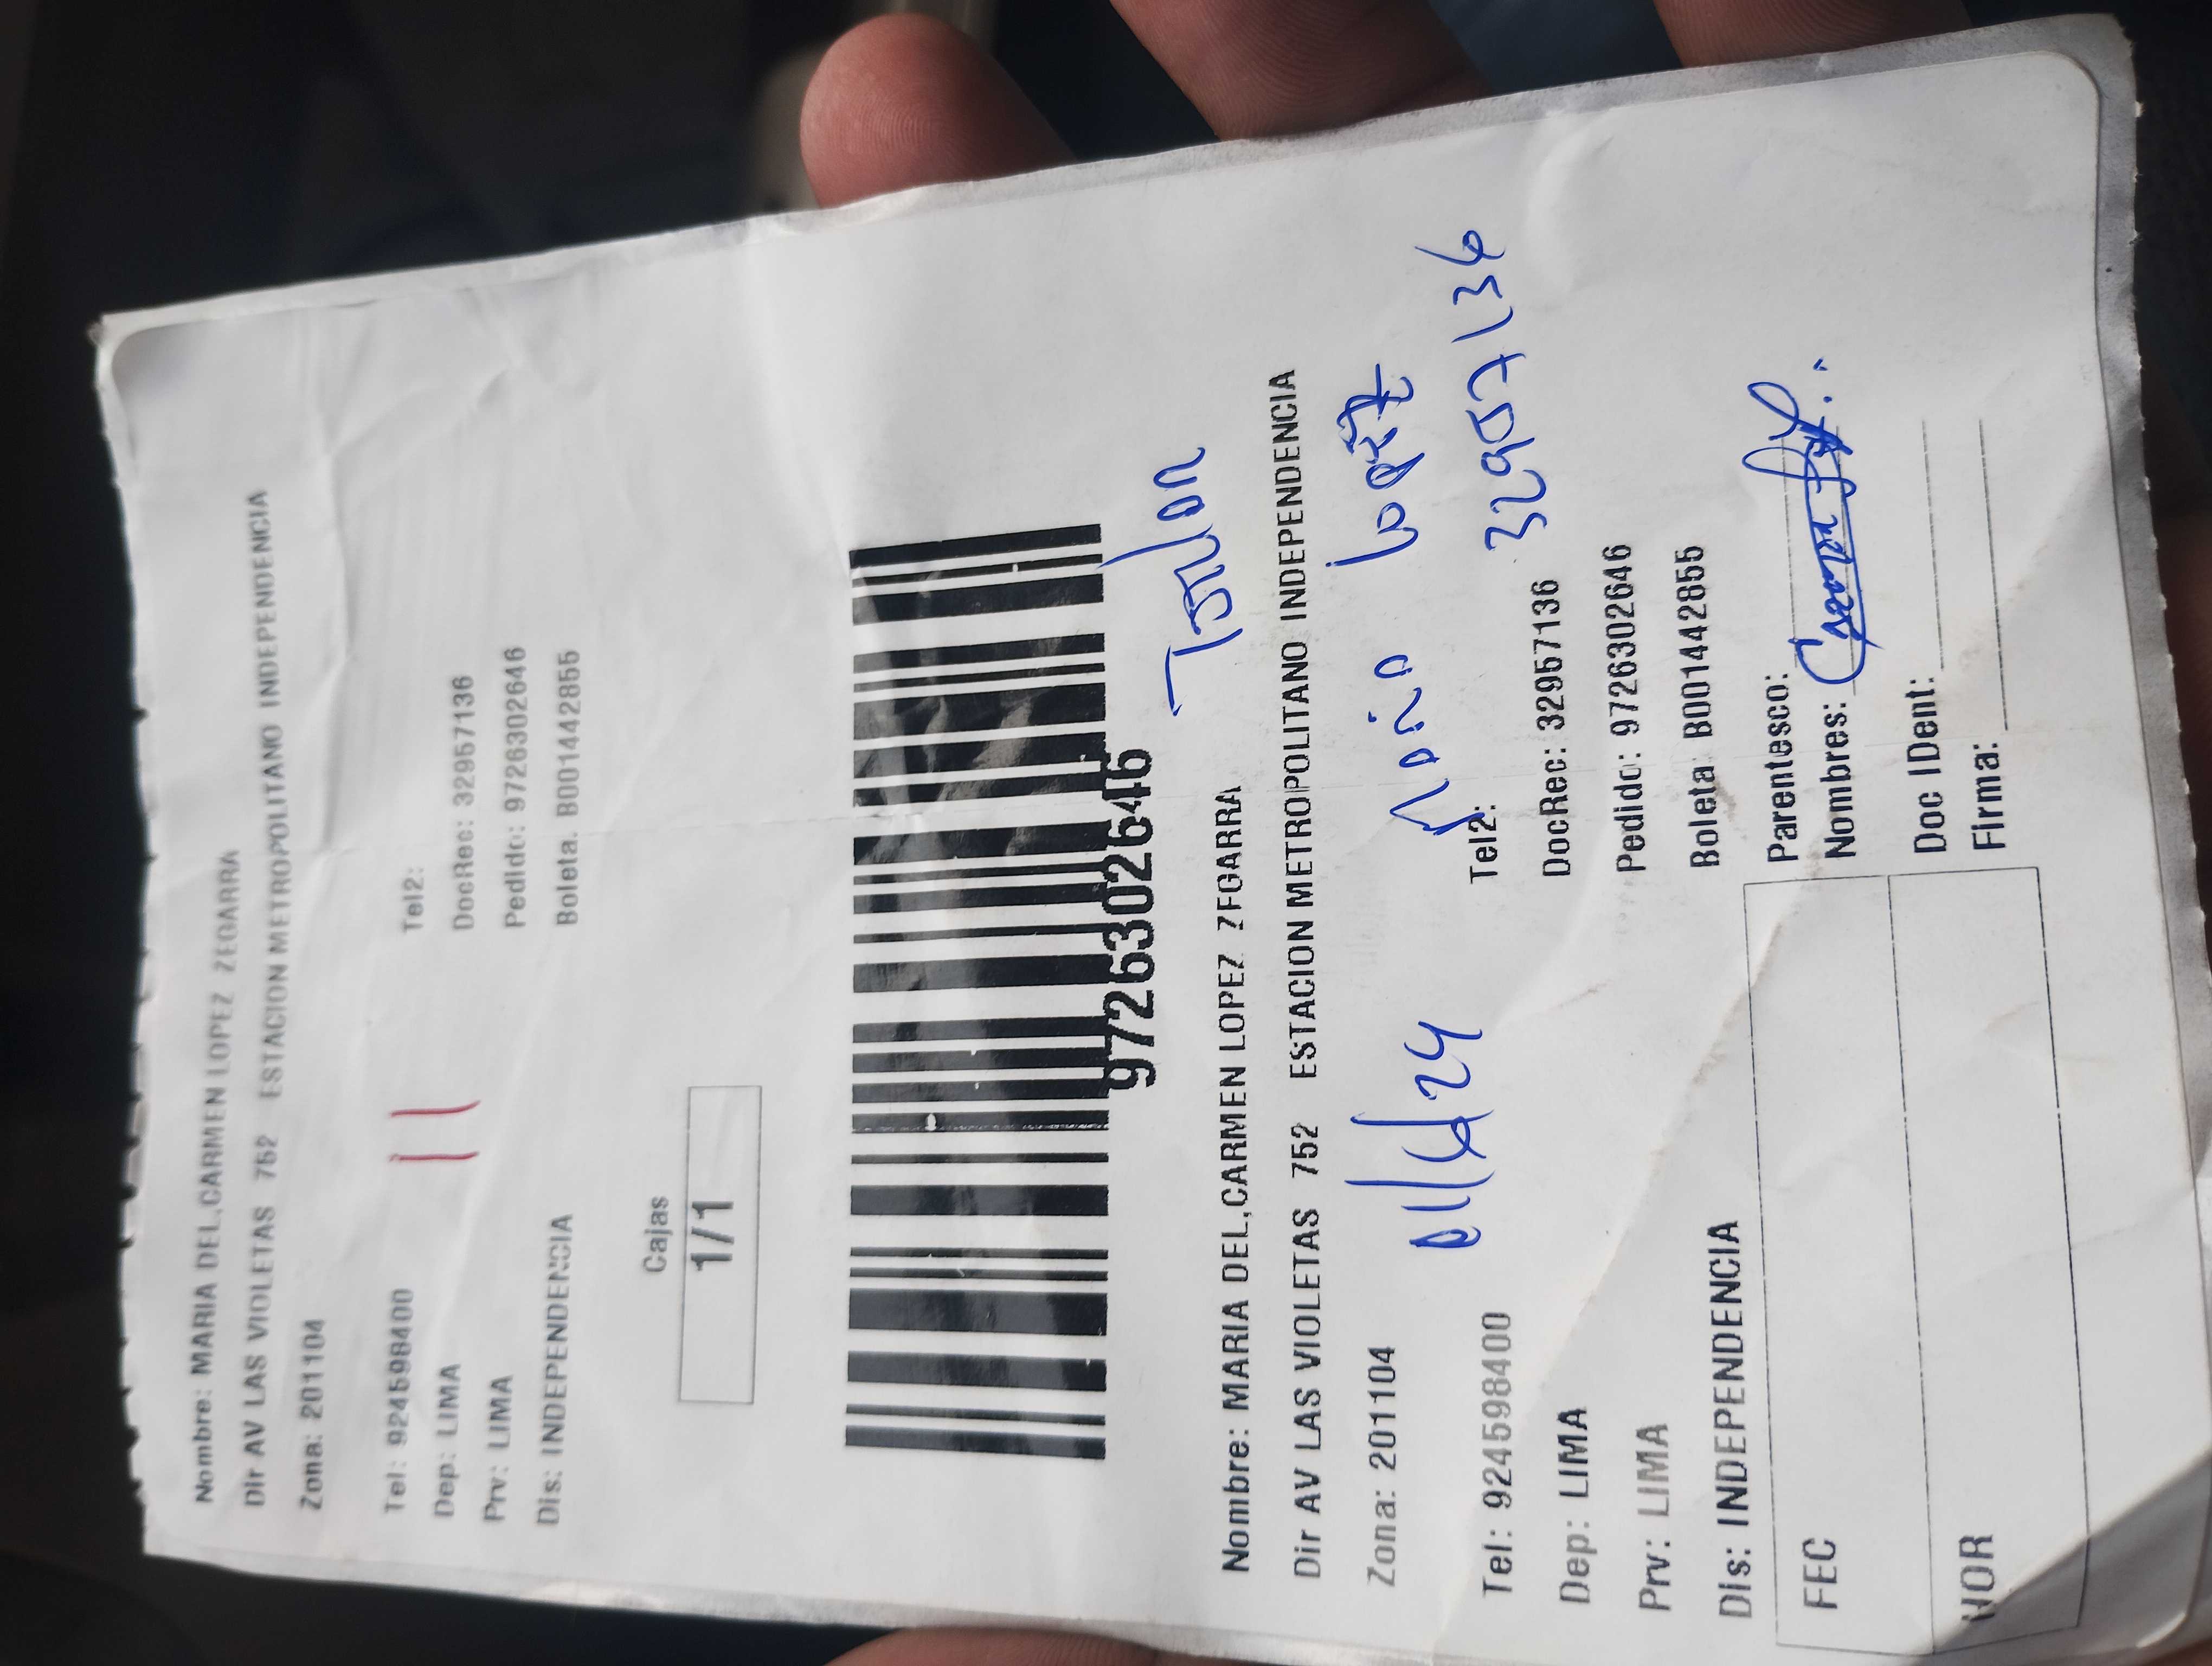 Nombre: MARIA DEL,CARMEN LOPEZ ZEGARRA
Dir AV LAS VIOLETAS 752 ESTACION METROPOLITANO INDEPENDENCIA
Zona: 201104
Tel: 924598400 Tel2:
Dep: LIMA DocRec: 32957136
Prv: LIMA Pedido: 9726302646
Dis: INDEPENDENCIA Boleta. B001442855
Cajas
1/1
9726302646
Nombre: MARIA DEL,CARMEN LOPEZ ZEGARRA
Dir AV LAS VIOLETAS 752 ESTACION METROPOLITANO INDEPENDENCIA
Zona: 201104
Tel: 924598400 Tel2: 32957136
Dep: LIMA DocRec: 32957136
Prv: LIMA Pedido: 9726302646
Dis: INDEPENDENCIA Boleta: B001442855
FEC Parentesco:
Nombres:
HOR Doc IDent:
Firma: